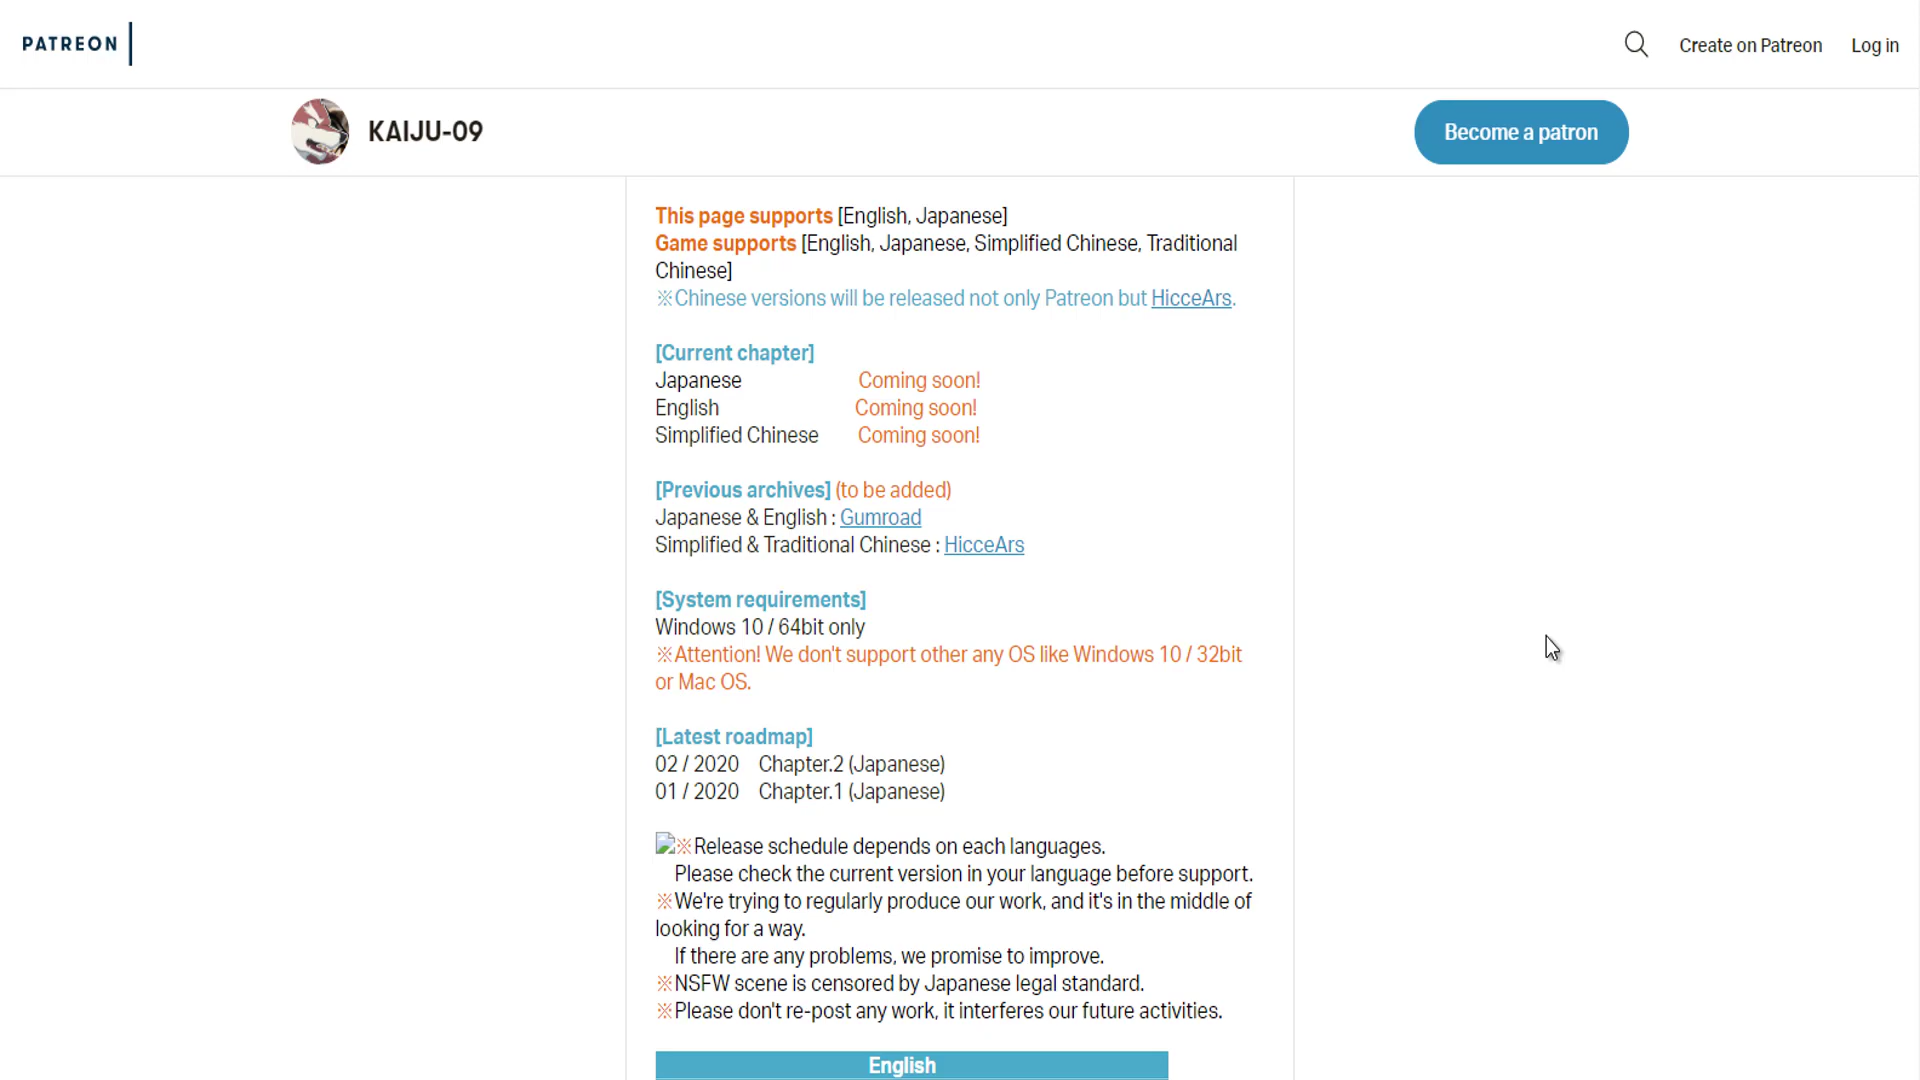 PATREON
Create on Patreon
Log in
KAIJU-09
Become a patron
This page supports [English, Japanese]
Game supports [English, Japanese, Simplified Chinese, Traditional
Chinese]
※Chinese versions will be released not only Patreon but HicceArs.
[Current chapter]
Japanese Coming soon!
English Coming soon!
Simplified Chinese Coming soon!
[Previous archives] (to be added)
Japanese & English : Gumroad
Simplified & Traditional Chinese : HicceArs
[System requirements]
Windows 10 / 64bit only
※Attention! We don't support other any OS like Windows 10 / 32bit
or Mac OS.
[Latest roadmap]
02 / 2020 Chapter.2 (Japanese)
01 / 2020 Chapter.1 (Japanese)
※Release schedule depends on each languages.
Please check the current version in your language before support.
※We're trying to regularly produce our work, and it's in the middle of
looking for a way.
If there are any problems, we promise to improve.
※NSFW scene is censored by Japanese legal standard.
※Please don't re-post any work, it interferes our future activities.
English